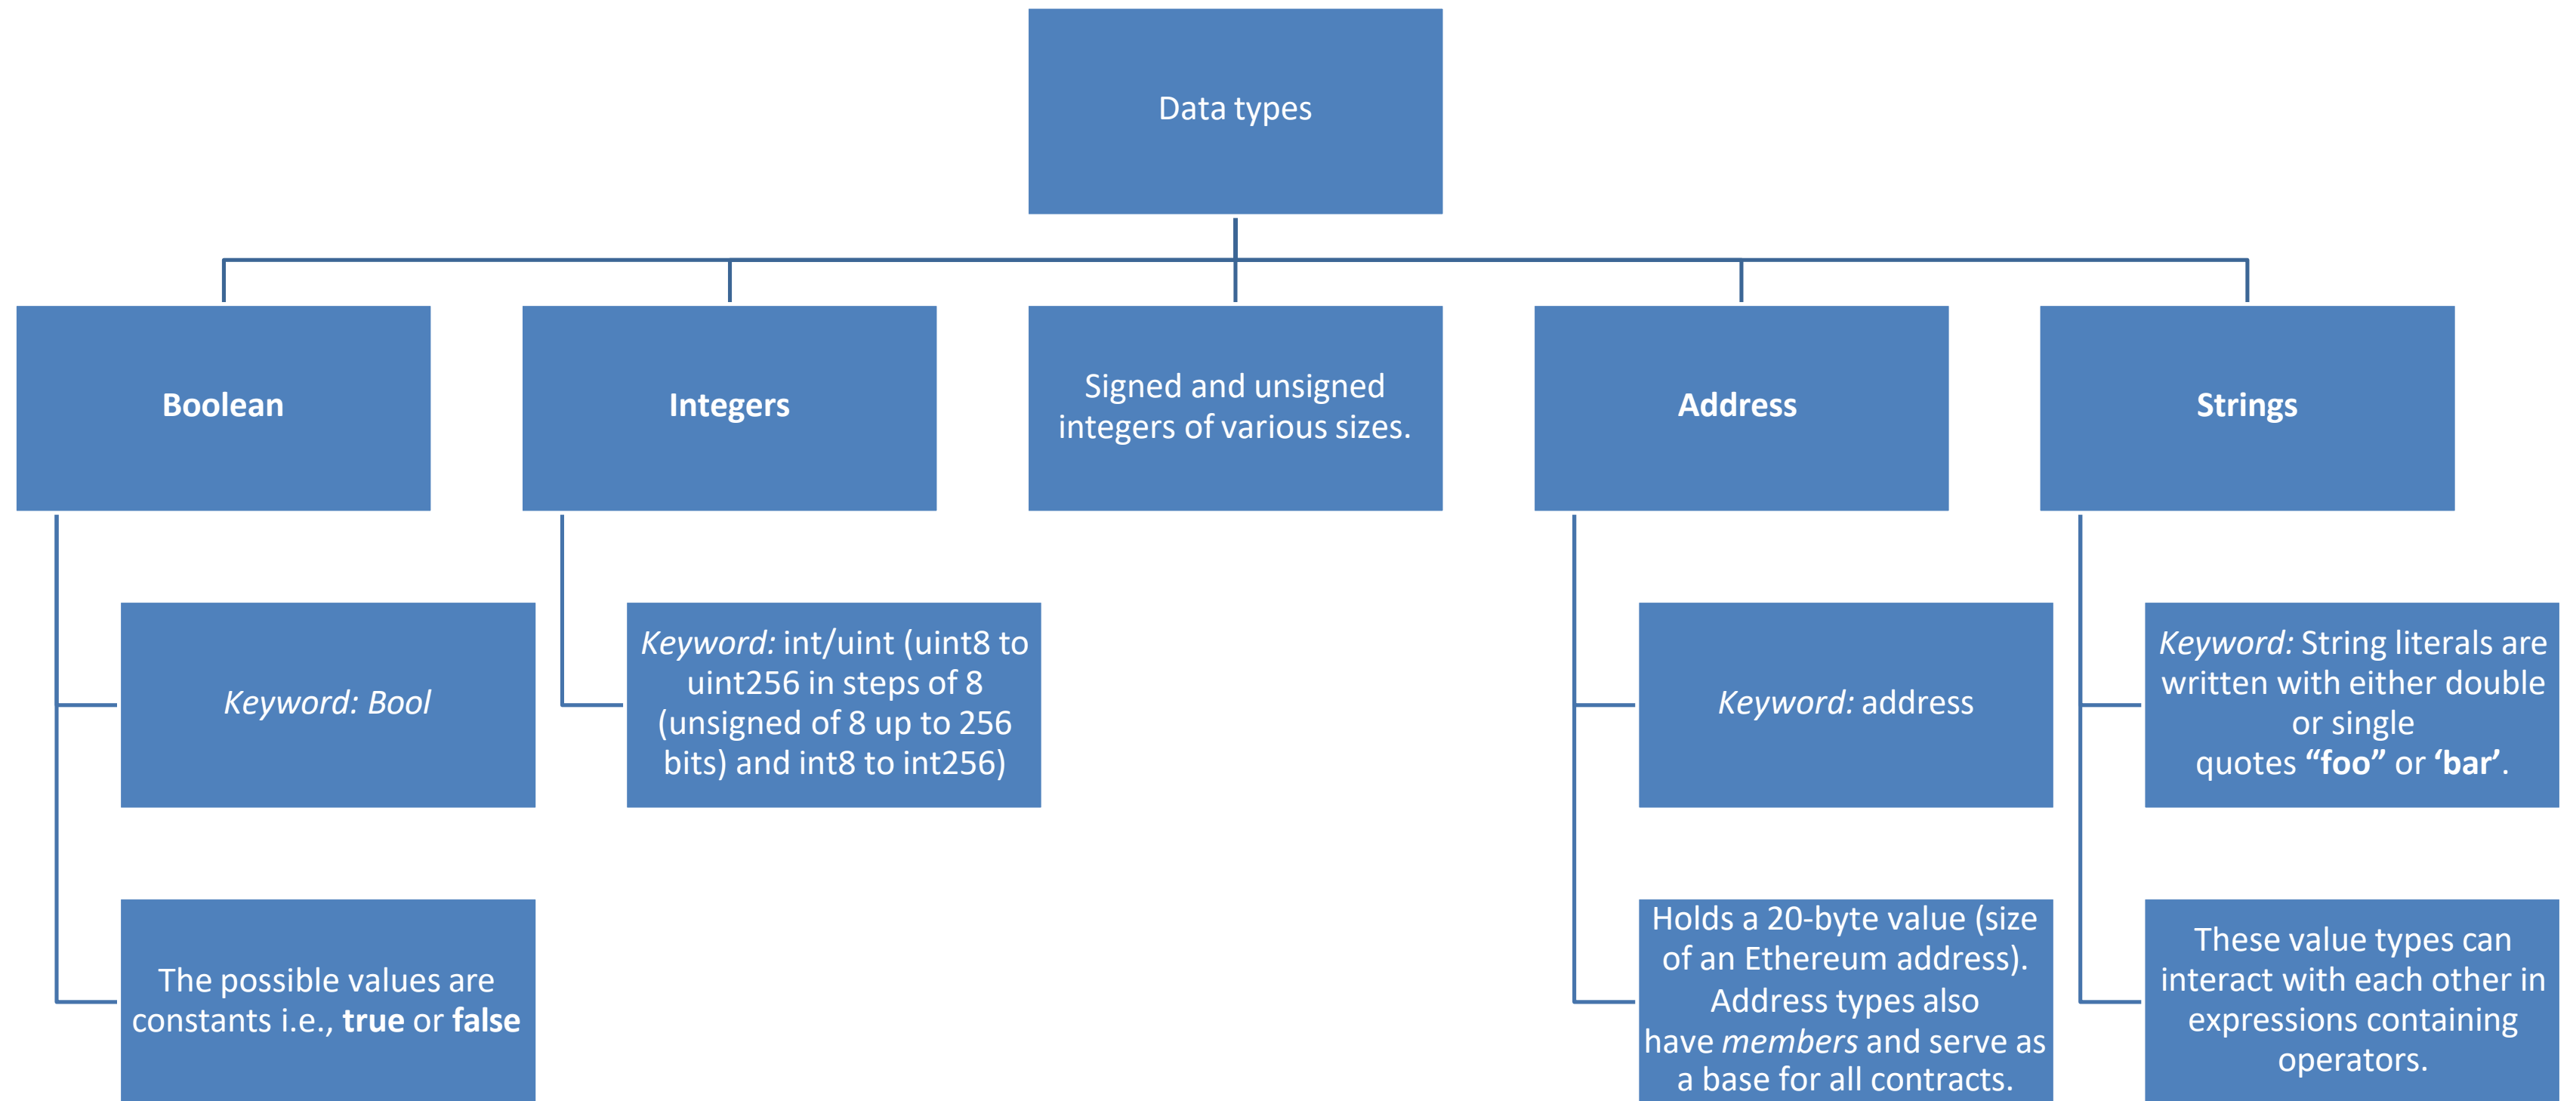 Data types
Boolean
Integers
Signed and unsigned
integers of various sizes.
Address
Strings
Keyword: Bool
Keyword: int/uint (uint8 to
uint256 in steps of 8
(unsigned of 8 up to 256
bits) and int8 to int256)
Keyword: address
Keyword: String literals are
written with either double
or single
quotes “foo” or ‘bar’.
The possible values are
constants i.e., true or false
Holds a 20-byte value (size
of an Ethereum address).
Address types also
have members and serve as
a base for all contracts.
These value types can
interact with each other in
expressions containing
operators.